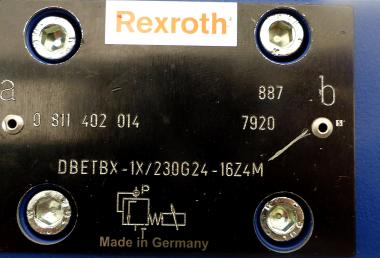 Rexroth
a
887
b
0 811 402 014
7920
DBETBX-1X/230G24-16Z4M
P
T
Made in Germany